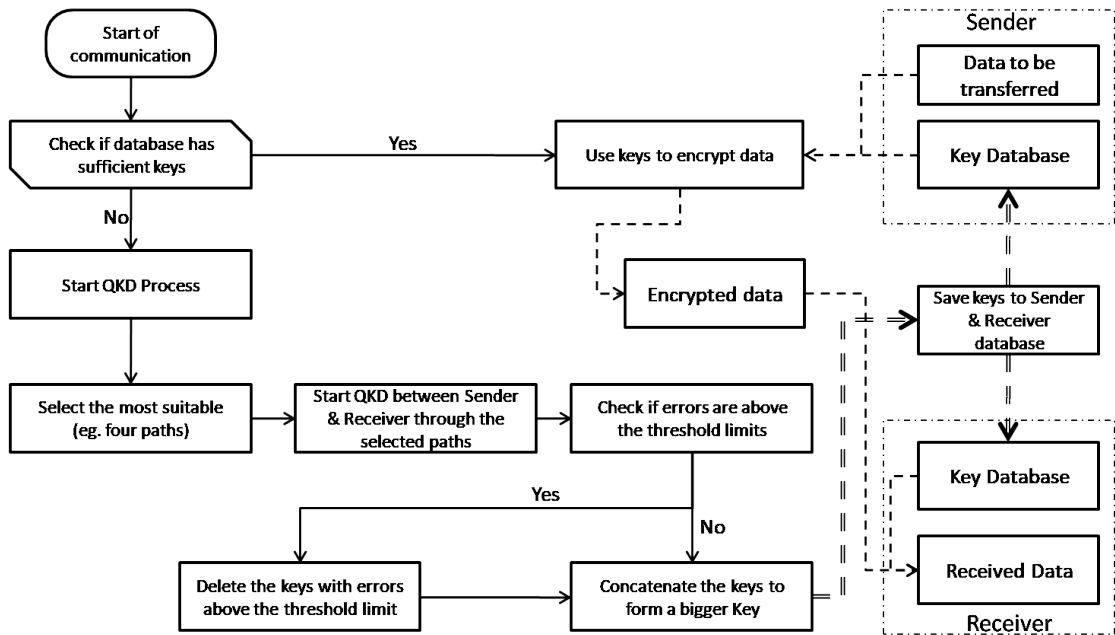 Start of
communication
Check if database has
sufficient keys
Yes
No
Start QKD Process
Select the most suitable
(eg. four paths)
Start QKD between Sender
& Receiver through the
selected paths
Check if errors are above
the threshold limits
Yes
No
Delete the keys with errors
above the threshold limit
Concatenate the keys to
form a bigger Key
Use keys to encrypt data
Encrypted data
Sender
Data to be
transferred
Key Database
Save keys to Sender
& Receiver
database
Key Database
Received Data
Receiver